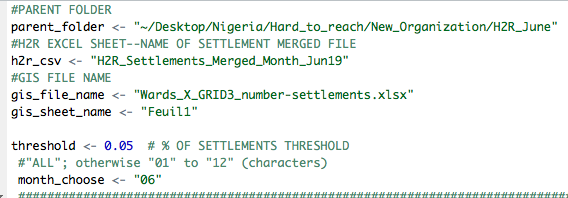 #PARENT FOLDER
parent_folder <- "~/Desktop/Nigeria/Hard_to_reach/New_Organization/H2R_June"
#H2R EXCEL SHEET--NAME OF SETTLEMENT MERGED FILE
h2r_csv <- "H2R_Settlements_Merged_Month_Jun19"
#GIS FILE NAME
gis_file_name <- "Wards_X_GRID3_number-settlements.xlsx"
gis_sheet_name <- "Feuil1"

threshold <- 0.05  # % OF SETTLEMENTS THRESHOLD
#"ALL"; otherwise "01" to "12" (characters)
month_choose <- "06"
################################################################################